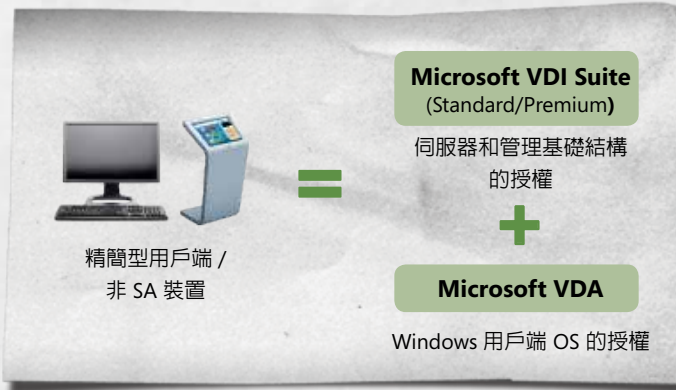 精簡型用戶端 /
非 SA 裝置
=
Microsoft VDI Suite
(Standard/Premium)
伺服器和管理基礎結構
的授權
+
Microsoft VDA
Windows 用戶端 OS 的授權